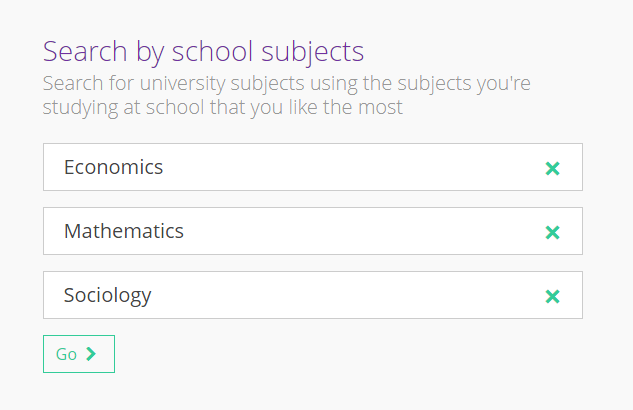 Search by school subjects
Search for university subjects using the subjects you're
studying at school that you like the most
Economics
Mathematics
Sociology
Go